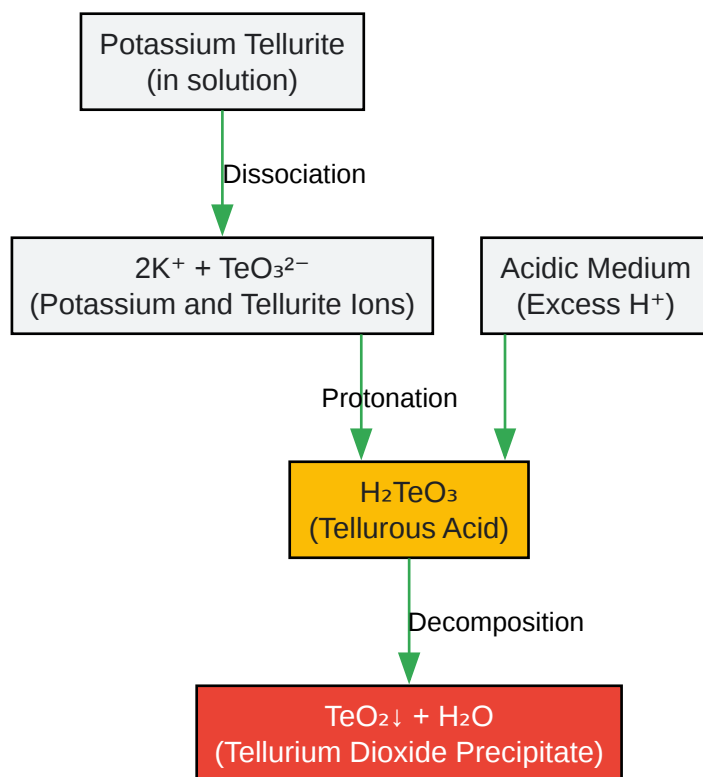 Potassium Tellurite
(in solution)
Dissociation
2K⁺ + TeO₃²⁻
(Potassium and Tellurite Ions)
Acidic Medium
(Excess H⁺)
Protonation
H₂TeO₃
(Tellurous Acid)
Decomposition
TeO₂↓ + H₂O
(Tellurium Dioxide Precipitate)